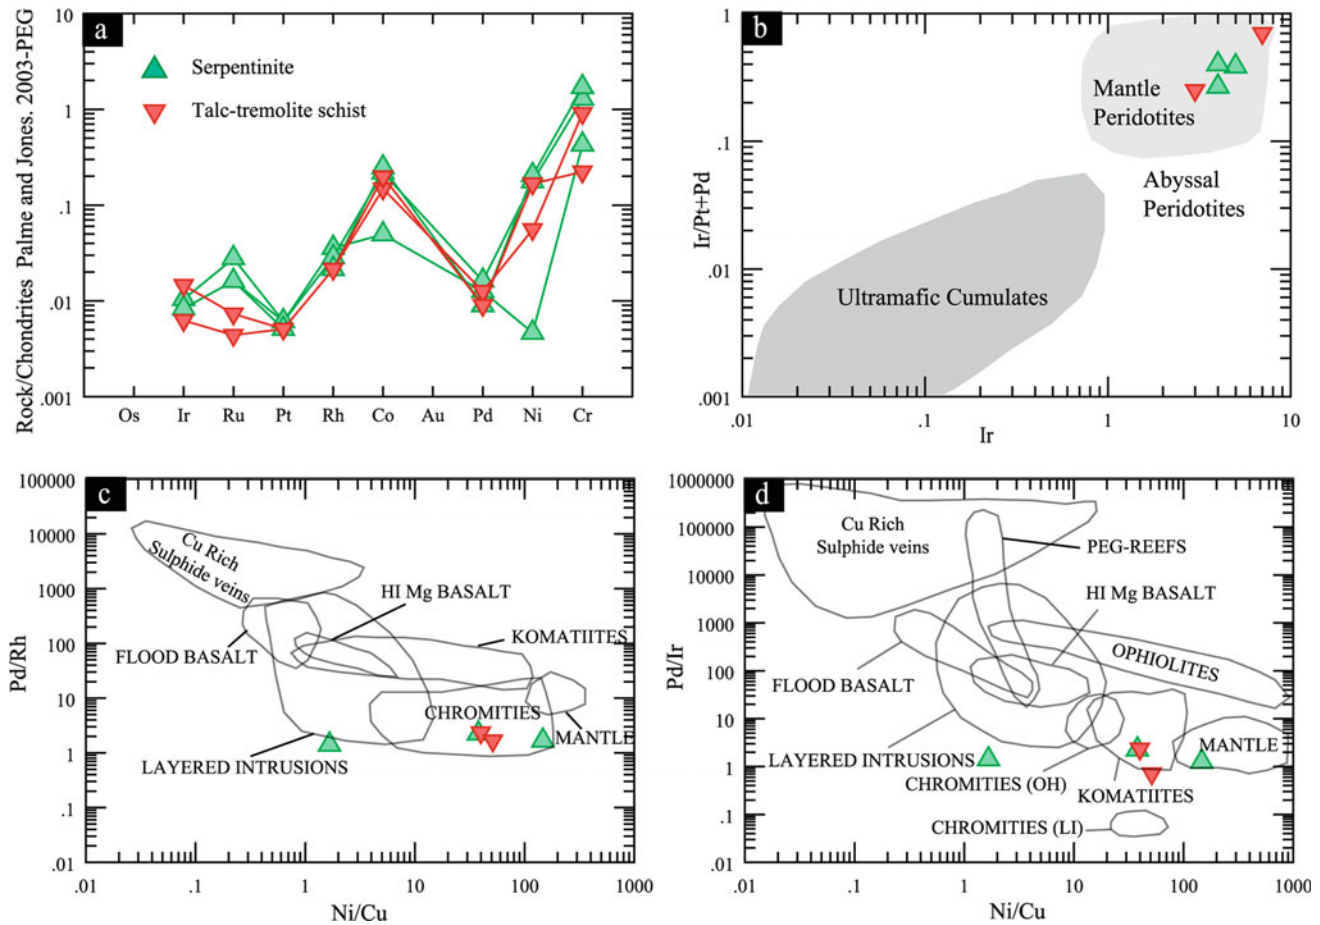 Rock/Chondrites Palme and Jones, 2003-PEG
a
10
1
.1
.01
.001
Serpentinite
Talc-tremolite schist
Os Ir Ru Pt Rh Co Au Pd Ni Cr
b
Ir/Pt+Pd
1
.1
.01
.001
Mantle
Peridotites
Abyssal
Peridotites
Ultramafic Cumulates
.01 .1 1 10
Ir
c
Pd/Rh
100000
10000
1000
100
10
1
.1
.01
Cu Rich
Sulphide veins
HI Mg BASALT
KOMATIITES
FLOOD BASALT
CHROMITIES
MANTLE
LAYERED INTRUSIONS
.01 .1 1 10 100 1000
Ni/Cu
d
Pd/Ir
1000000
100000
10000
1000
100
10
1
.1
.01
Cu Rich
Sulphide veins
PEG-REEFS
HI Mg BASALT
OPHIOLITES
FLOOD BASALT
MANTLE
LAYERED INTRUSIONS
CHROMITIES (OH)
KOMATIITES
CHROMITIES (LI)
.01 .1 1 10 100 1000
Ni/Cu